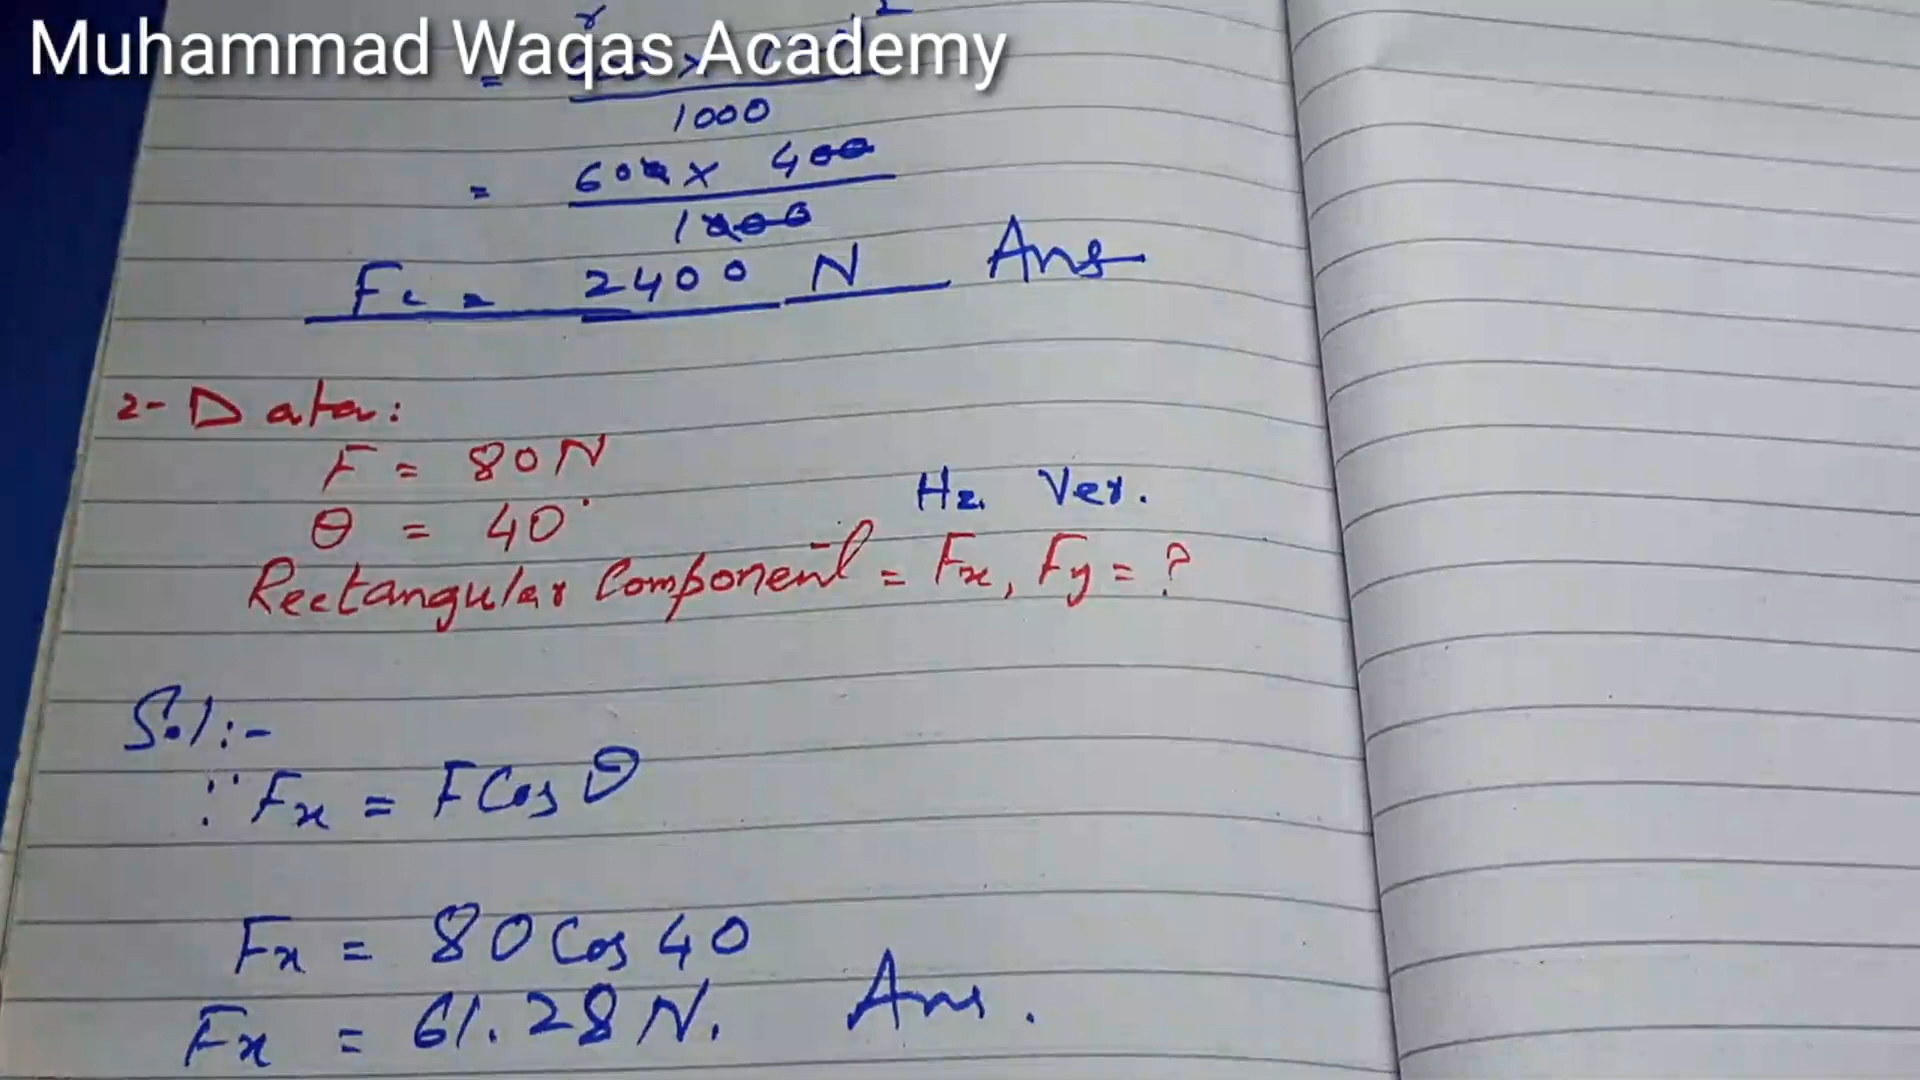 Muhammad Waqas Academy
1000
= 600 x 400
1000
Fc = 2400 N Ans
2- Data:
F = 80N
θ = 40°
Hz. Ver.
Rectangular Component = Fx, Fy = ?
Sol:-
∵ Fx = F Cos θ
Fx = 80 Cos 40
Fx = 61.28 N. Ans.